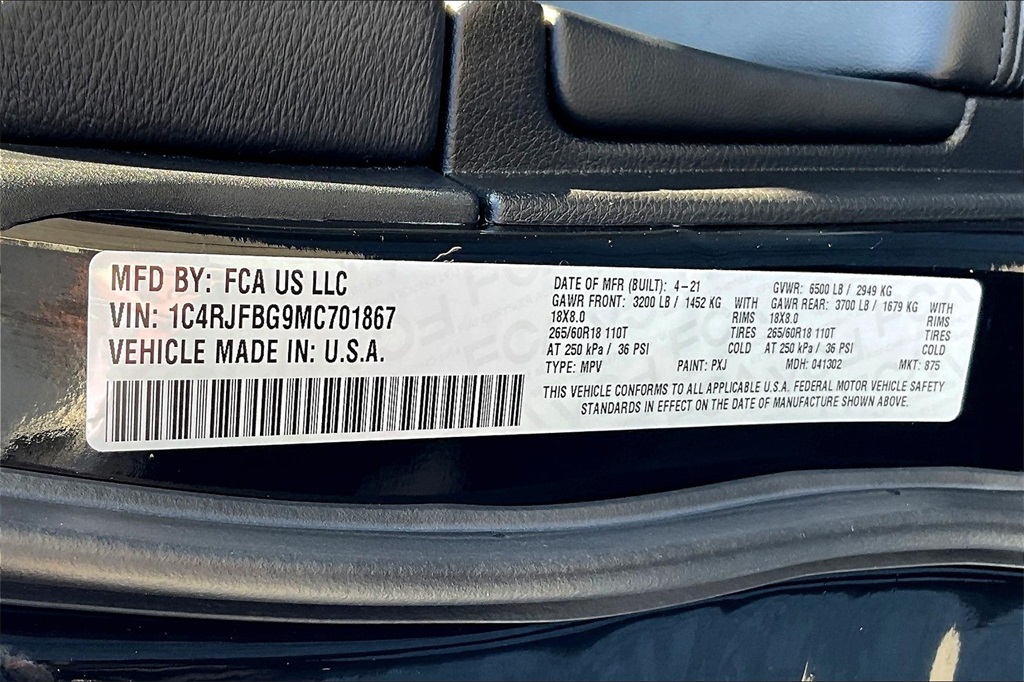 MFD BY: FCA US LLC
VIN: 1C4RJFBG9MC701867
VEHICLE MADE IN: U.S.A.
DATE OF MFR (BUILT): 4-21 GVWR: 6500 LB / 2949 KG
GAWR FRONT: 3200 LB / 1452 KG WITH GAWR REAR: 3700 LB / 1679 KG WITH
18X8.0 RIMS 18X8.0 RIMS
265/60R18 110T TIRES 265/60R18 110T TIRES
AT 250 kPa / 36 PSI COLD AT 250 kPa / 36 PSI COLD
TYPE: MPV PAINT: PXJ MDH: 041302 MKT: 875
THIS VEHICLE CONFORMS TO ALL APPLICABLE U.S.A. FEDERAL MOTOR VEHICLE SAFETY
STANDARDS IN EFFECT ON THE DATE OF MANUFACTURE SHOWN ABOVE.